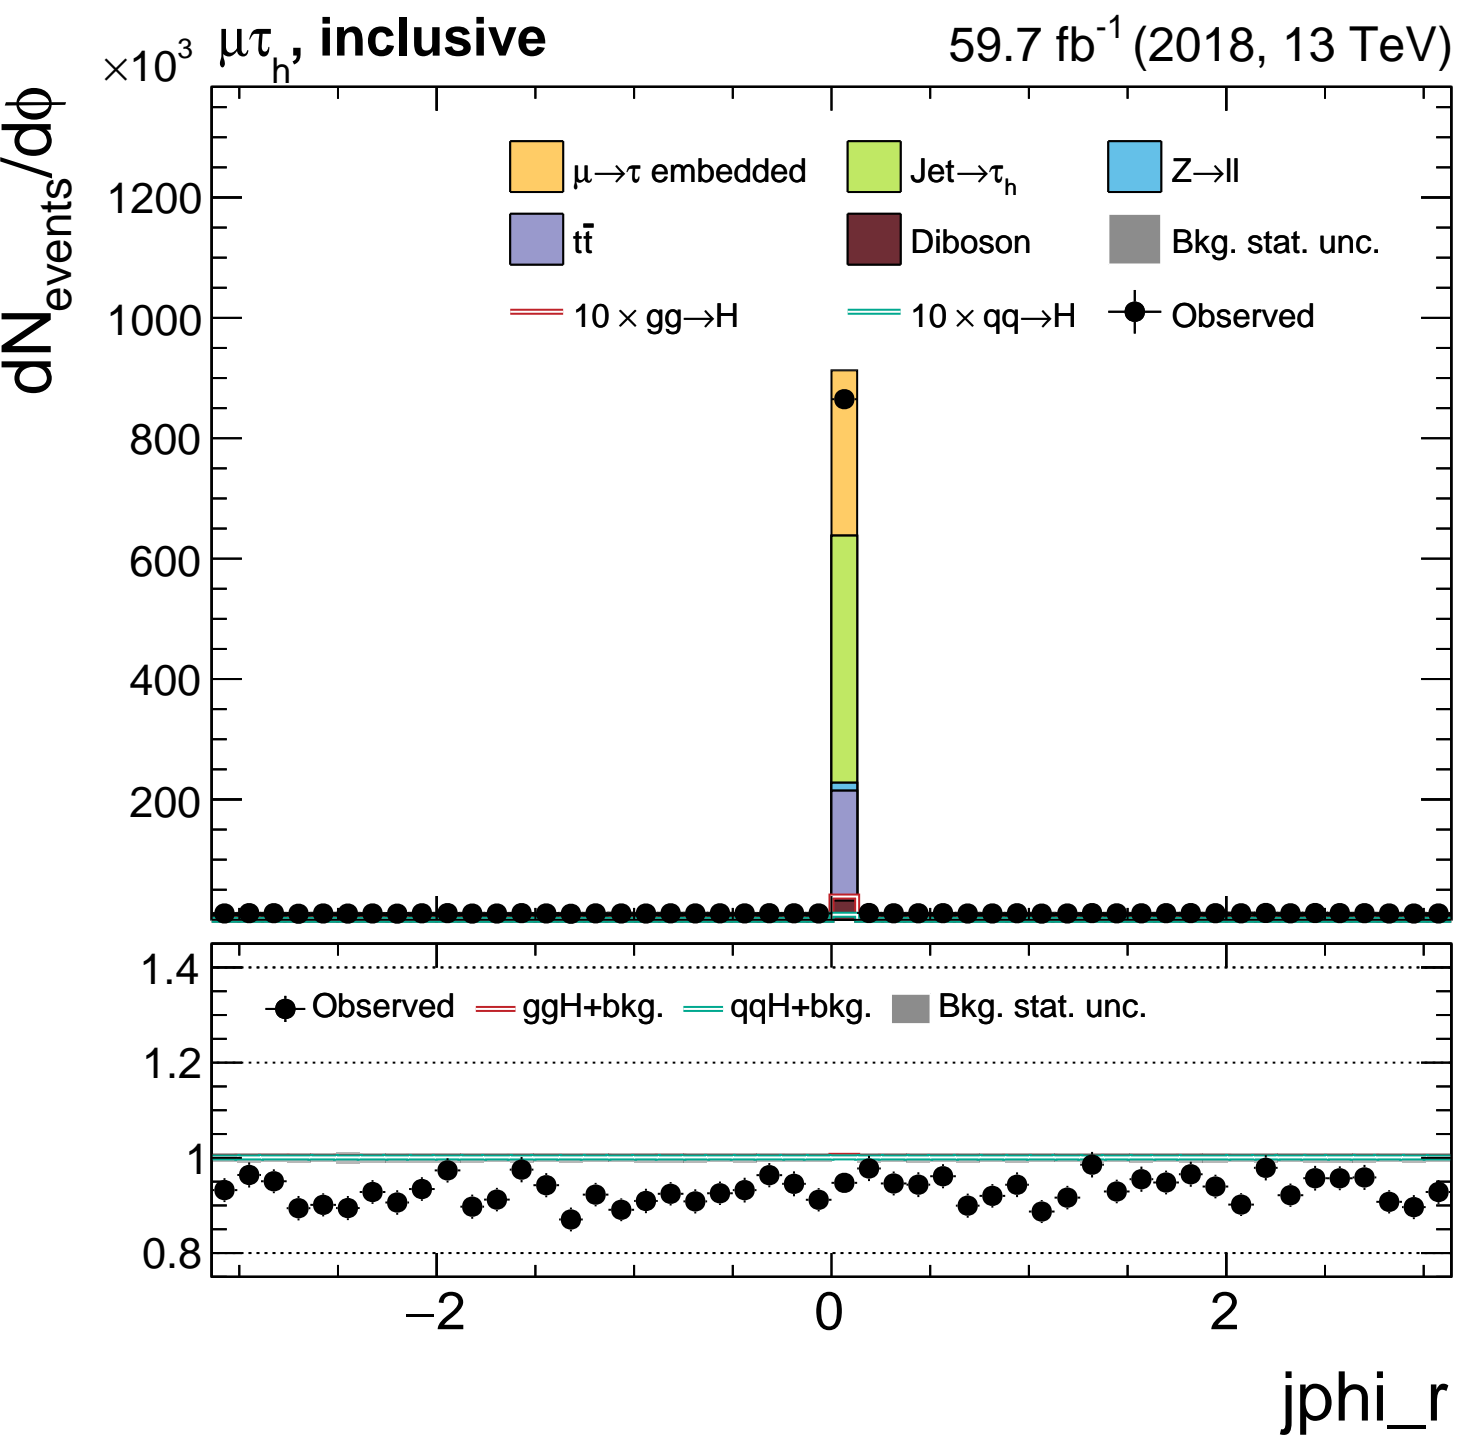 ×10³ μτₕ, inclusive 59.7 fb⁻¹ (2018, 13 TeV)
dN_events/dϕ
μ→τ embedded Jet→τₕ Z→ll
tt̄ Diboson Bkg. stat. unc.
10 × gg→H 10 × qq→H Observed
1200
1000
800
600
400
200
1.4
Observed ggH+bkg. qqH+bkg. Bkg. stat. unc.
1.2
1
0.8
−2 0 2
jphi_r